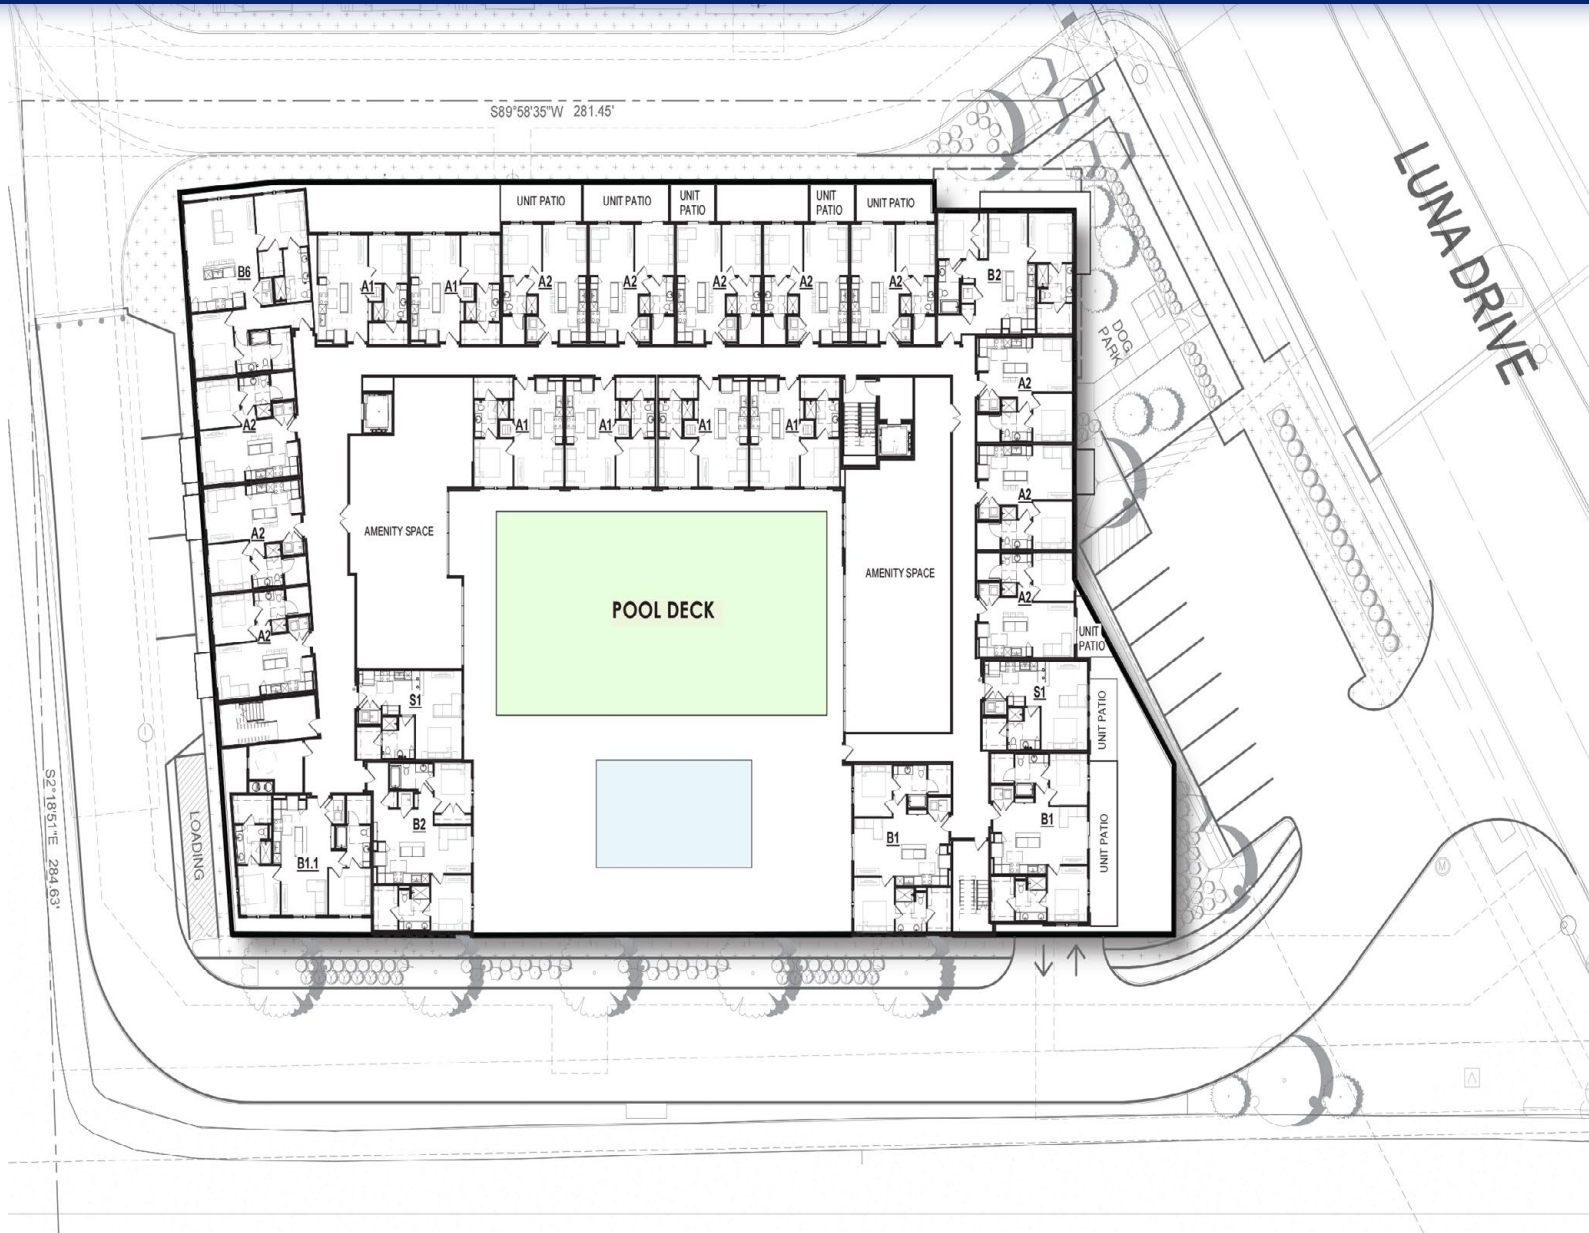 S89°58'35"W 281.45'
LUNA DRIVE
UNIT PATIO
UNIT PATIO
UNIT
PATIO
UNIT
PATIO
UNIT PATIO
B6
A1
A1
A2
A2
A2
A2
A2
B2
DOG
PARK
A2
A1
A1
A1
A1
A2
A2
A2
AMENITY SPACE
AMENITY SPACE
POOL DECK
A2
A2
UNIT
PATIO
S1
S1
UNIT PATIO
S2°18'51"E 284.63'
LOADING
B2
B1
B1
UNIT PATIO
B1.1
M